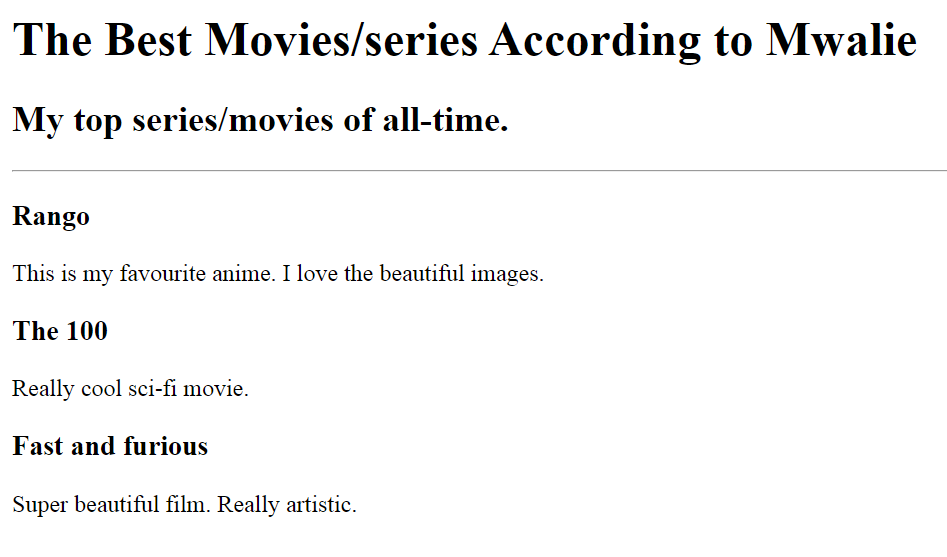 The Best Movies/series According to Mwalie
My top series/movies of all-time.
Rango
This is my favourite anime. I love the beautiful images.
The 100
Really cool sci-fi movie.
Fast and furious
Super beautiful film. Really artistic.